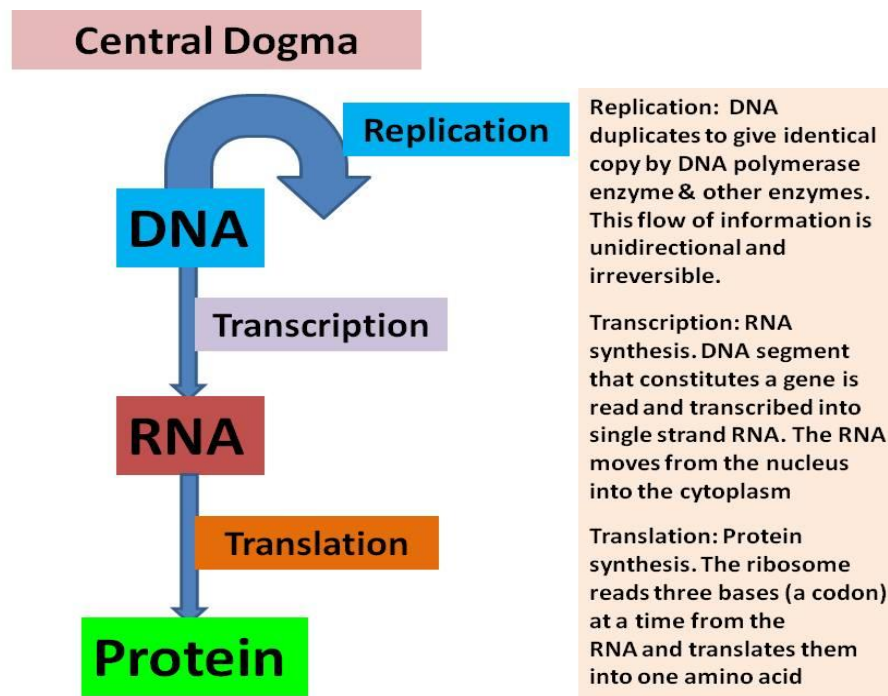 Central Dogma
Replication
DNA
Transcription
RNA
Translation
Protein
Replication: DNA
duplicates to give identical
copy by DNA polymerase
enzyme & other enzymes.
This flow of information is
unidirectional and
irreversible.
Transcription: RNA
synthesis. DNA segment
that constitutes a gene is
read and transcribed into
single strand RNA. The RNA
moves from the nucleus
into the cytoplasm
Translation: Protein
synthesis. The ribosome
reads three bases (a codon)
at a time from the
RNA and translates them
into one amino acid